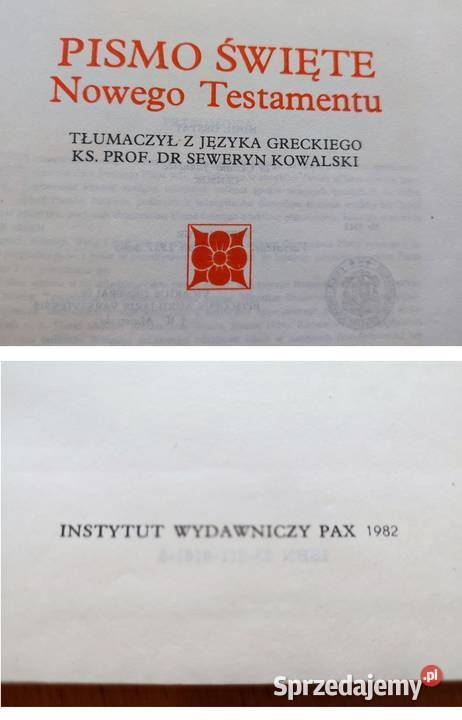 PISMO ŚWIĘTE
Nowego Testamentu
TŁUMACZYŁ Z JĘZYKA GRECKIEGO
KS. PROF. DR SEWERYN KOWALSKI
INSTYTUT WYDAWNICZY PAX 1982
Sprzedajemy.pl